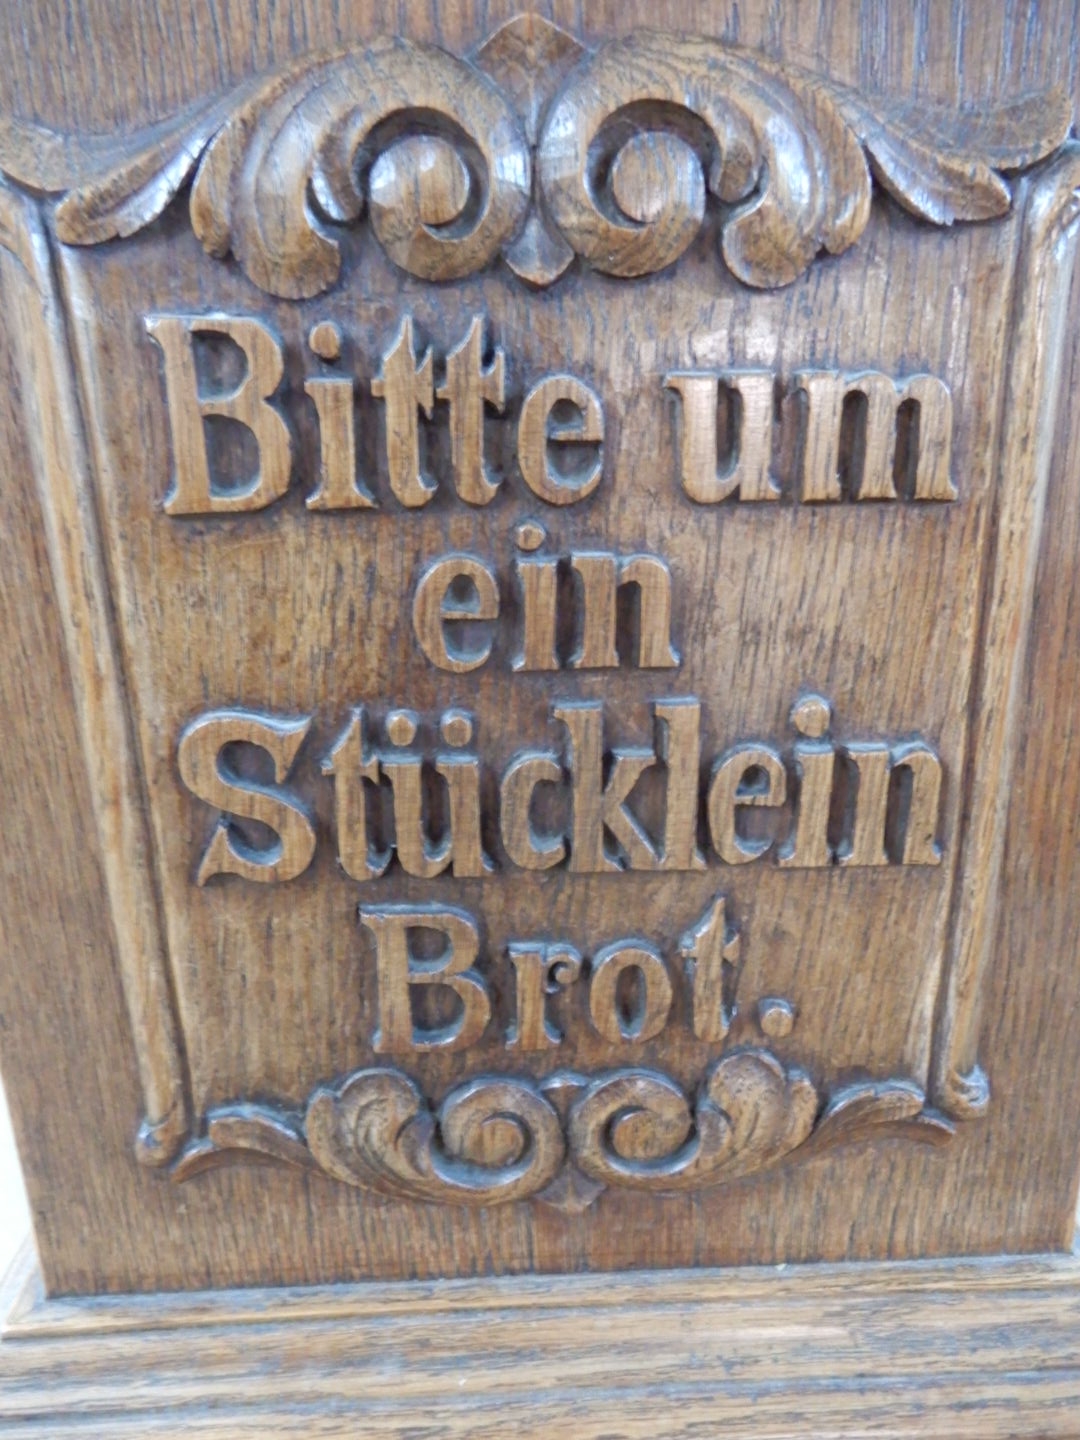 Bitte um
ein
Stücklein
Brot.